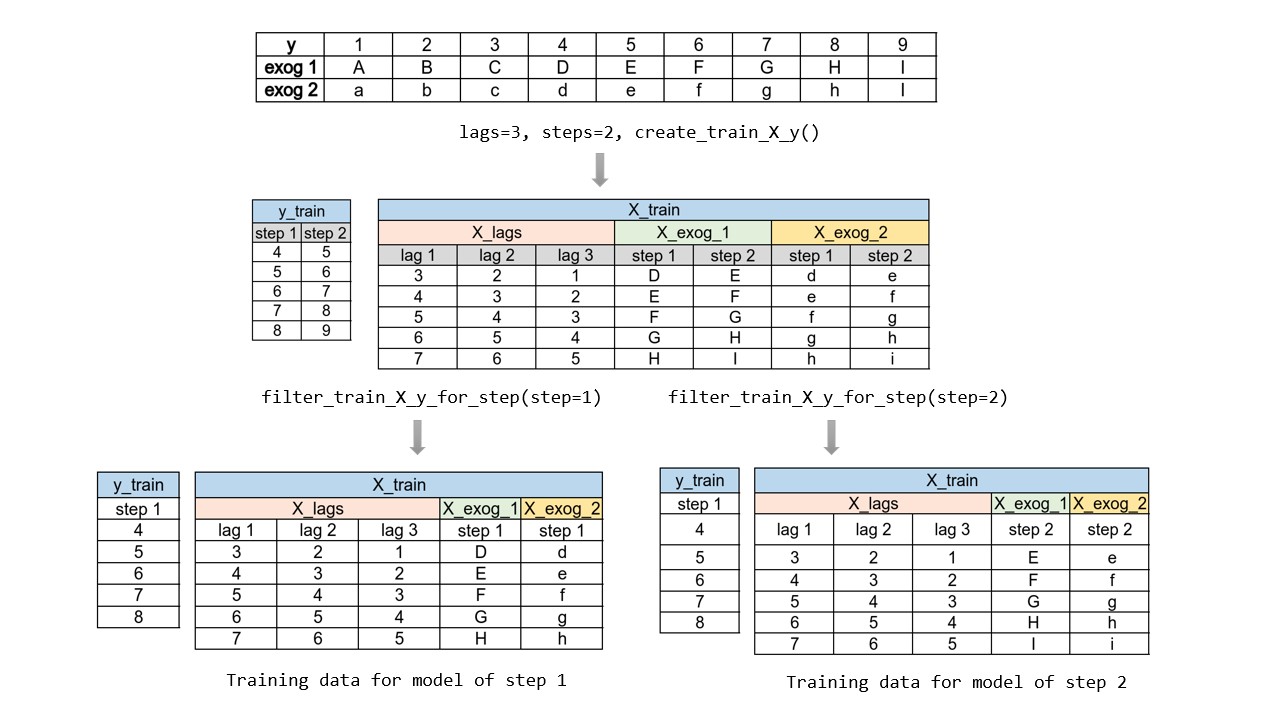 y 1 2 3 4 5 6 7 8 9
exog 1 A B C D E F G H I
exog 2 a b c d e f g h I
lags=3, steps=2, create_train_X_y()
y_train
step 1 step 2
4 5
5 6
6 7
7 8
8 9
X_train
X_lags X_exog_1 X_exog_2
lag 1 lag 2 lag 3 step 1 step 2 step 1 step 2
3 2 1 D E d e
4 3 2 E F e f
5 4 3 F G f g
6 5 4 G H g h
7 6 5 H I h i
filter_train_X_y_for_step(step=1)
filter_train_X_y_for_step(step=2)
y_train
step 1
4
5
6
7
8
X_train
X_lags X_exog_1 X_exog_2
lag 1 lag 2 lag 3 step 1 step 1
3 2 1 D d
4 3 2 E e
5 4 3 F f
6 5 4 G g
7 6 5 H h
Training data for model of step 1
y_train
step 1
4
5
6
7
8
X_train
X_lags X_exog_1 X_exog_2
lag 1 lag 2 lag 3 step 2 step 2
3 2 1 E e
4 3 2 F f
5 4 3 G g
6 5 4 H h
7 6 5 I i
Training data for model of step 2